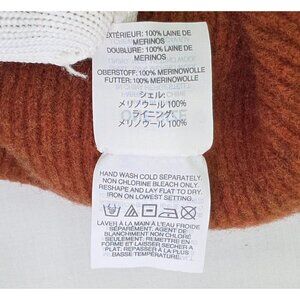 EXTÉRIEUR: 100% LAINE DE
MERINOS
DOUBLURE: 100% LAINE DE
MERINOS
OBERSTOFF: 100% MERINOWOLLE
FUTTER: 100% MERINOWOLLE
シェル:
メリノウール 100%
ライニング:
メリノウール 100%
HAND WASH COLD SEPARATELY.
NON CHLORINE BLEACH ONLY.
RESHAPE AND LAY FLAT TO DRY.
IRON ON LOWEST SETTING.
LAVER À LA MAIN À L'EAU FROIDE
SÉPARÉMENT. AGENT DE
BLANCHIMENT NON CHLORÉ
SEULEMENT. REMETTRE EN
FORME ET LAISSER SÉCHER À
PLAT. REPASSER À LA PLUS
BASSE TEMPÉRATURE.